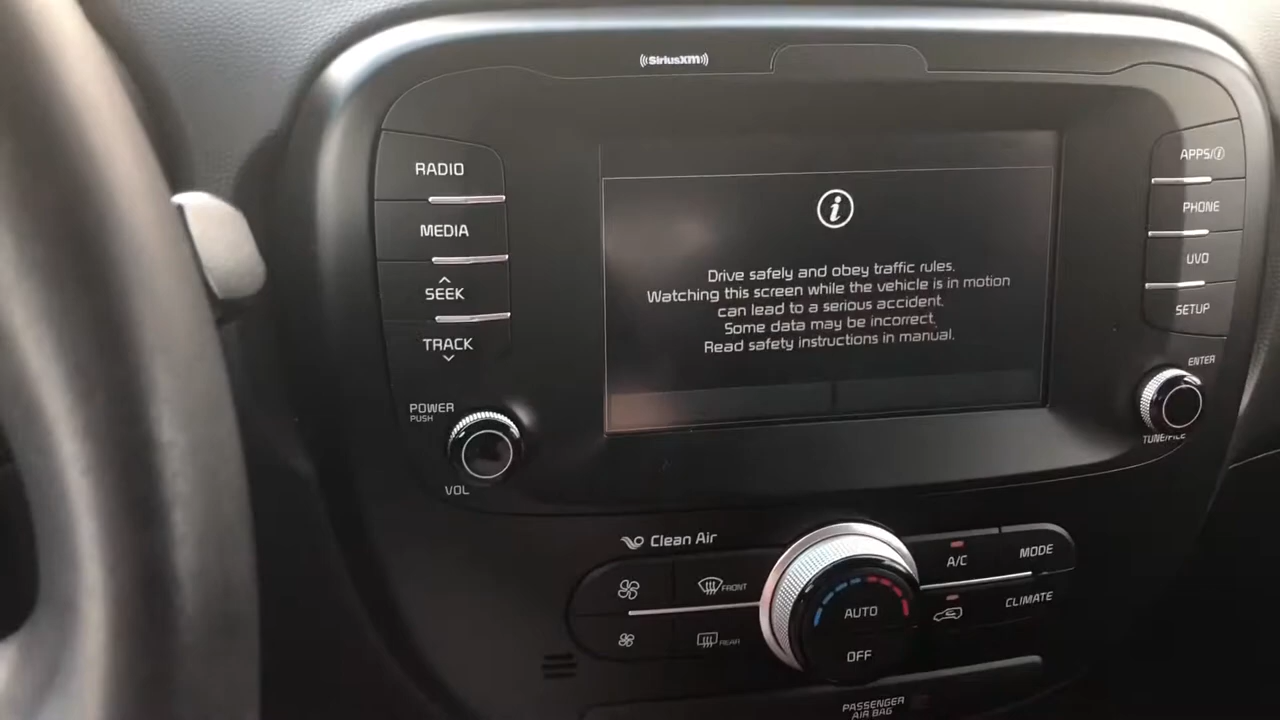 SiriusXM
RADIO
MEDIA
SEEK
TRACK
POWER
PUSH
VOL
Drive safely and obey traffic rules.
Watching this screen while the vehicle is in motion
can lead to a serious accident.
Some data may be incorrect.
Read safety instructions in manual.
APPS/i
PHONE
UVO
SETUP
ENTER
TUNE/FILE
Clean Air
FRONT
REAR
AUTO
OFF
A/C
MODE
CLIMATE
PASSENGER
AIR BAG